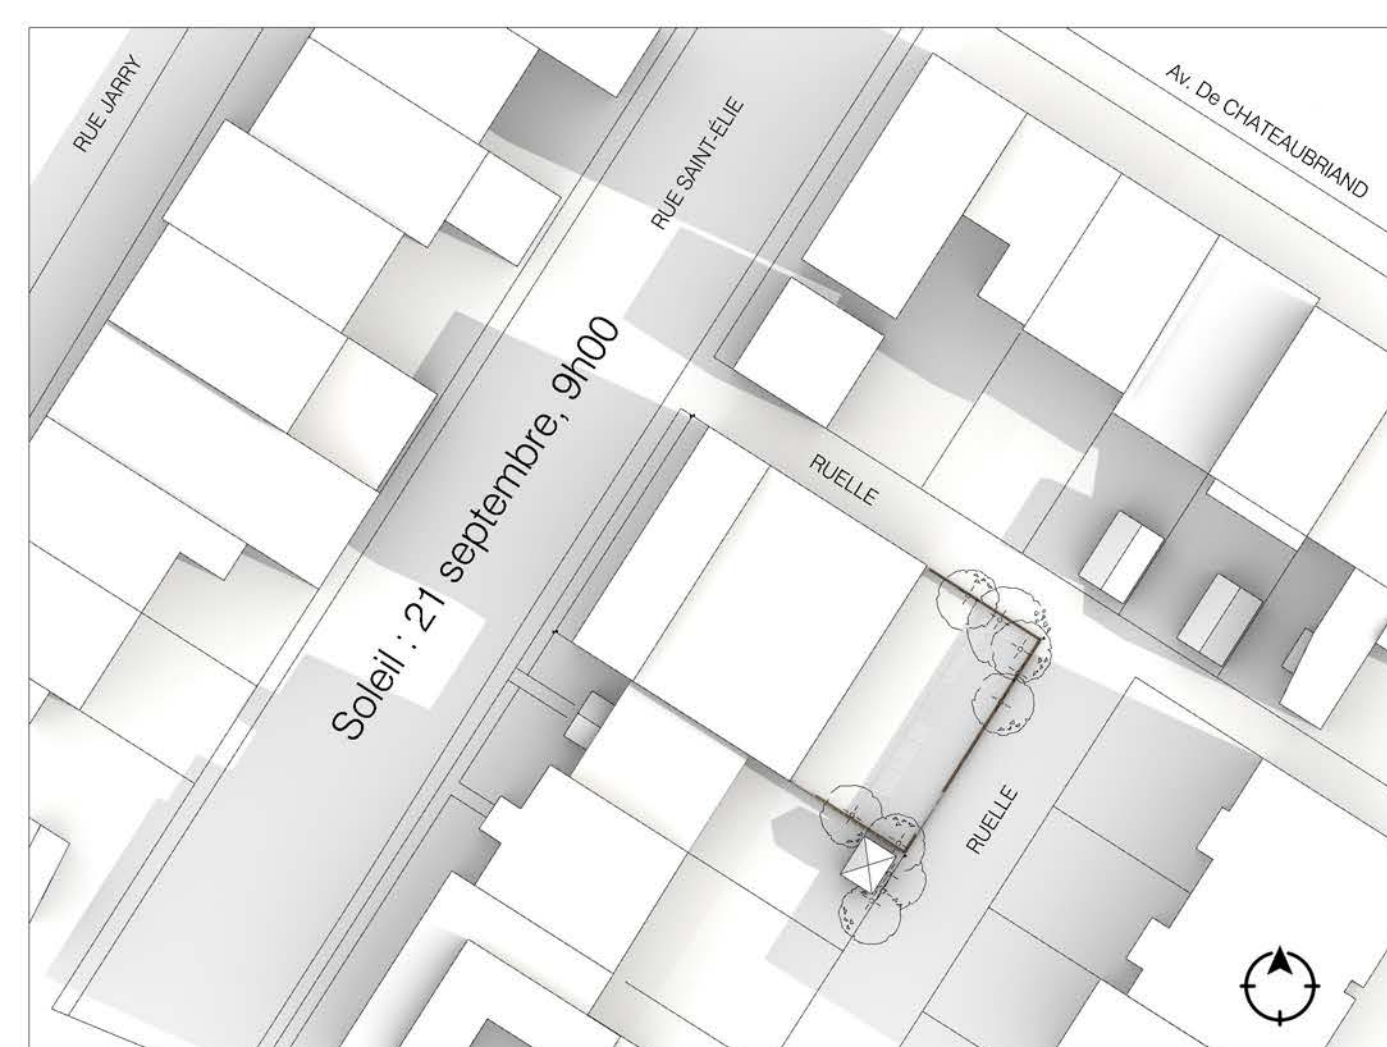 RUE JARRY
RUE SAINT-ÉLIE
Av. De CHATEAUBRIAND
Soleil : 21 septembre, 9h00
RUELLE
RUELLE